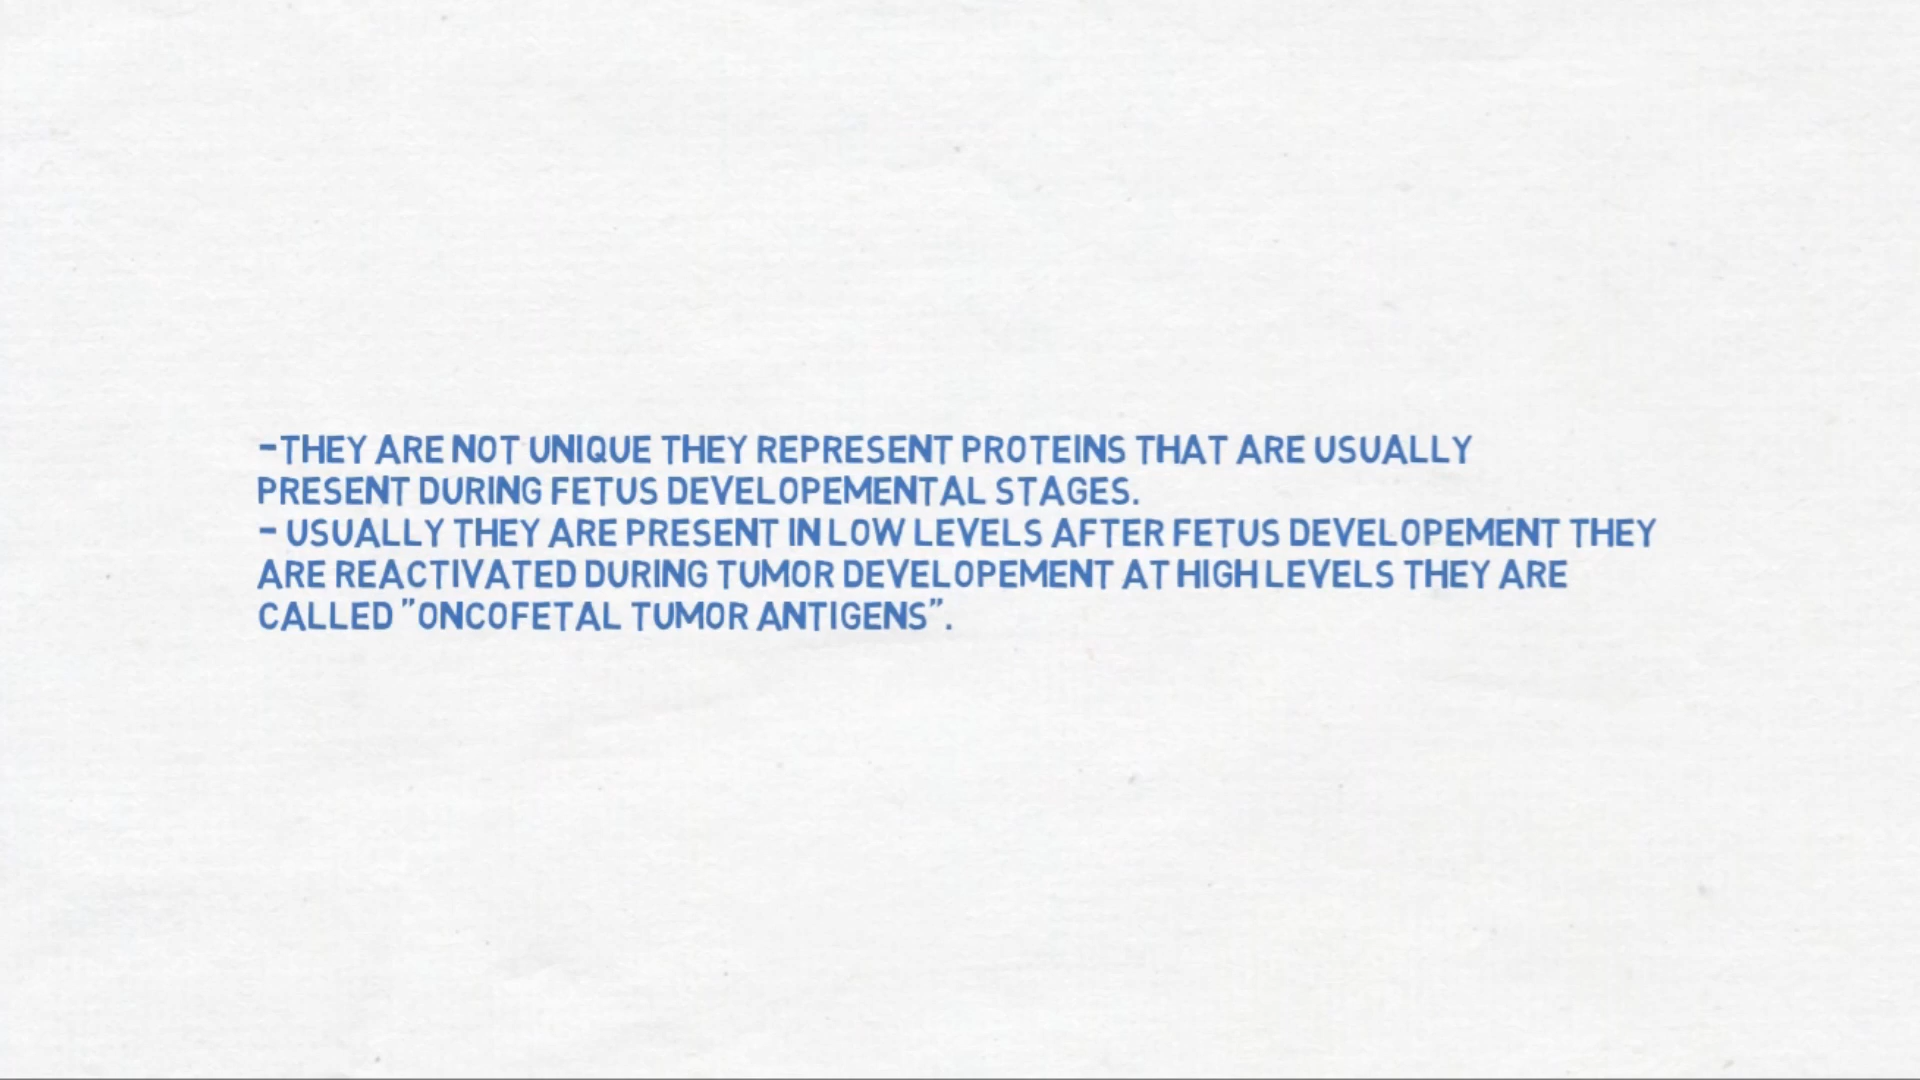 -THEY ARE NOT UNIQUE THEY REPRESENT PROTEINS THAT ARE USUALLY
PRESENT DURING FETUS DEVELOPEMENTAL STAGES.
- USUALLY THEY ARE PRESENT IN LOW LEVELS AFTER FETUS DEVELOPEMENT THEY
ARE REACTIVATED DURING TUMOR DEVELOPEMENT AT HIGH LEVELS THEY ARE
CALLED "ONCOFETAL TUMOR ANTIGENS".